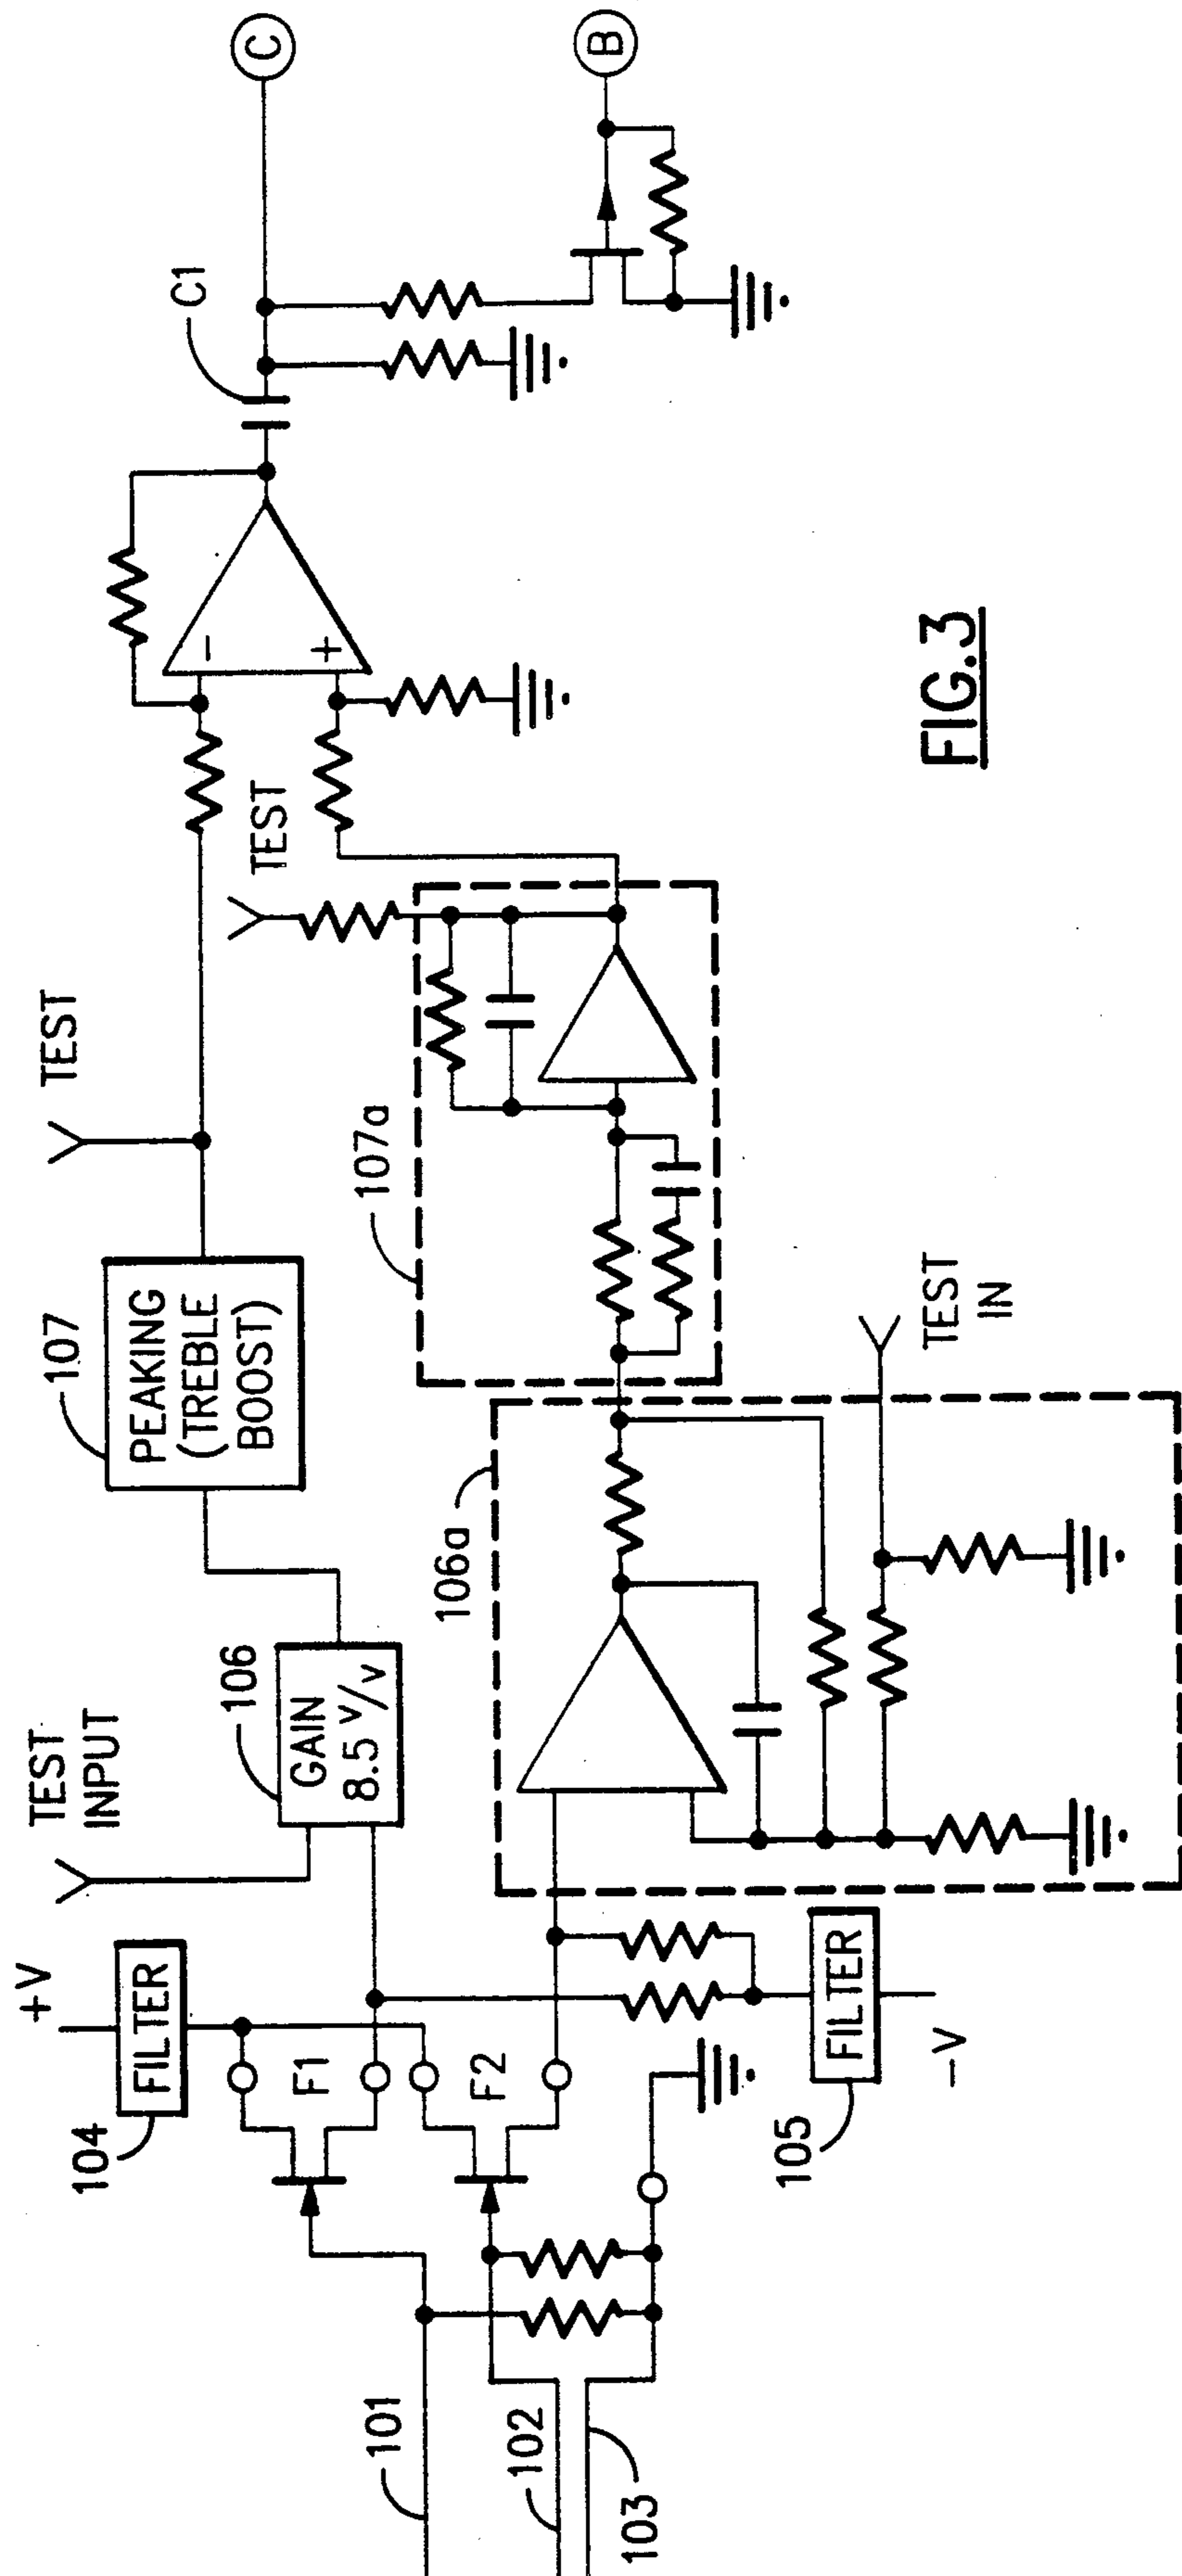 101
102
103
104
+V
FILTER
F1
F2
105
FILTER
-V
TEST
INPUT
106
GAIN
8.5 V/v
106a
TEST
IN
107
PEAKING
(TREBLE
BOOST)
107a
TEST
TEST
-
+
C1
C
B
FIG.3